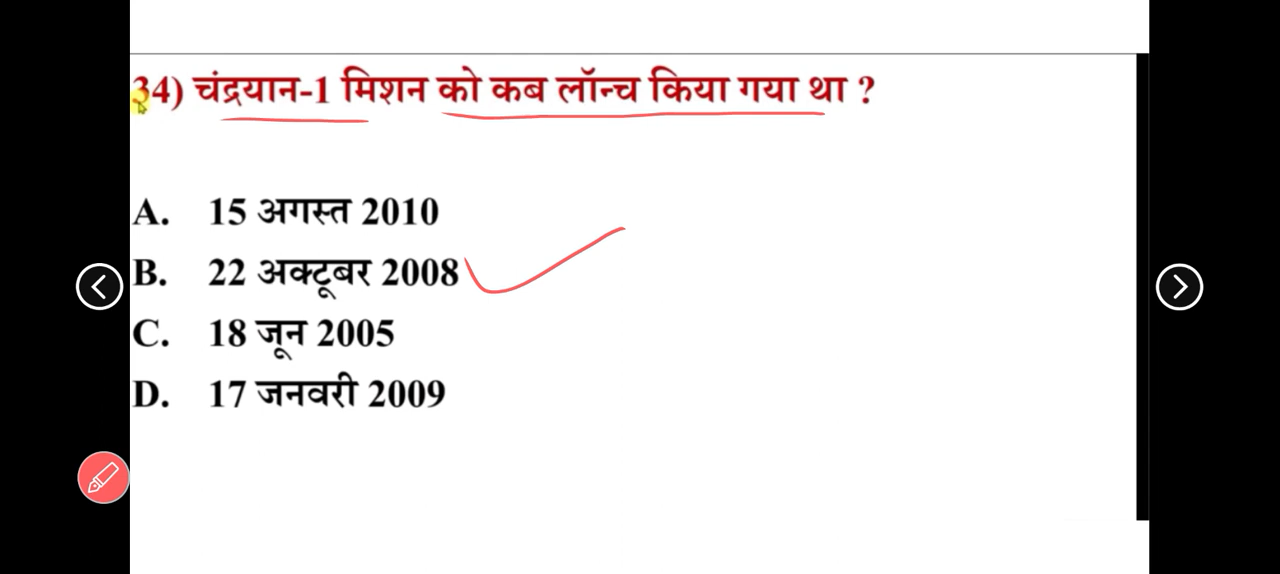 34) चंद्रयान-1 मिशन को कब लॉन्च किया गया था ?
A. 15 अगस्त 2010
B. 22 अक्टूबर 2008
C. 18 जून 2005
D. 17 जनवरी 2009